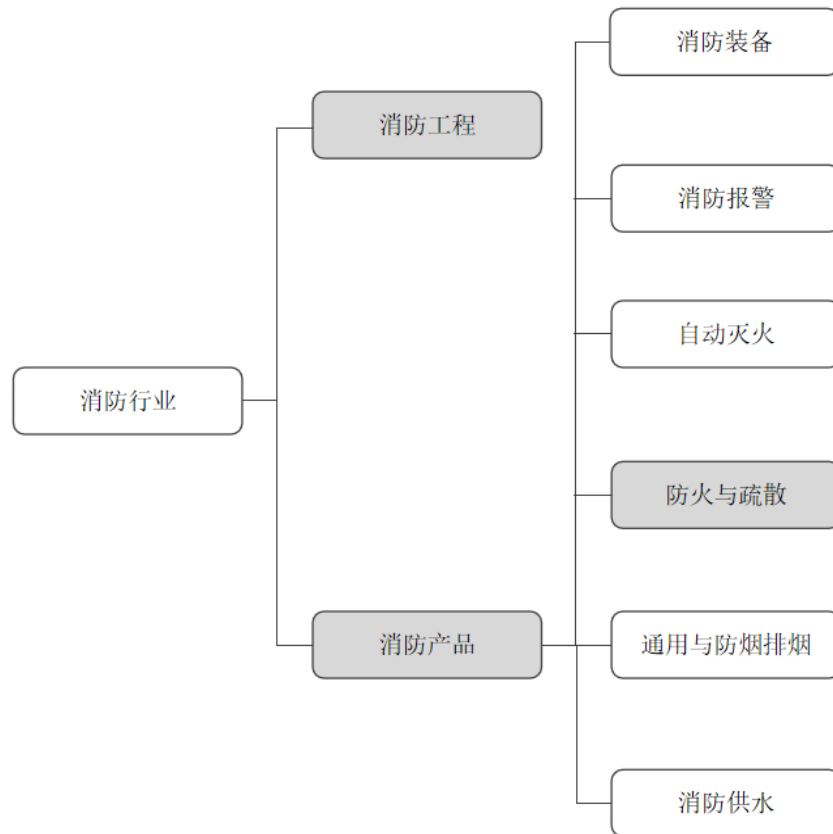 消防装备
消防工程
消防报警
自动灭火
消防行业
防火与疏散
消防产品
通用与防烟排烟
消防供水